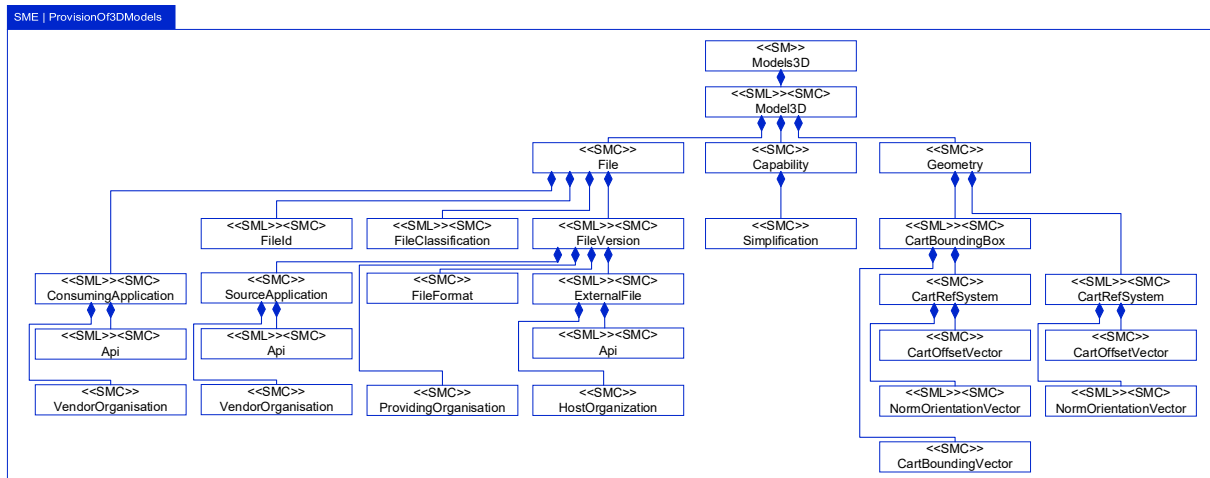 SME | ProvisionOf3DModels
<<SM>>
Models3D
<<SML>><SMC>
Model3D
<<SMC>>
File
<<SMC>>
Capability
<<SMC>>
Geometry
<<SML>><SMC>
FileId
<<SML>><SMC>
FileClassification
<<SML>><SMC>
FileVersion
<<SMC>>
Simplification
<<SML>><SMC>
CartBoundingBox
<<SML>><SMC>
ConsumingApplication
<<SMC>>
SourceApplication
<<SMC>>
FileFormat
<<SML>><SMC>
ExternalFile
<<SMC>>
CartRefSystem
<<SML>><SMC>
CartRefSystem
<<SML>><SMC>
Api
<<SML>><SMC>
Api
<<SML>><SMC>
Api
<<SMC>>
CartOffsetVector
<<SMC>>
CartOffsetVector
<<SMC>>
VendorOrganisation
<<SMC>>
VendorOrganisation
<<SMC>>
ProvidingOrganisation
<<SMC>>
HostOrganization
<<SML>><SMC>
NormOrientationVector
<<SML>><SMC>
NormOrientationVector
<<SMC>>
CartBoundingVector